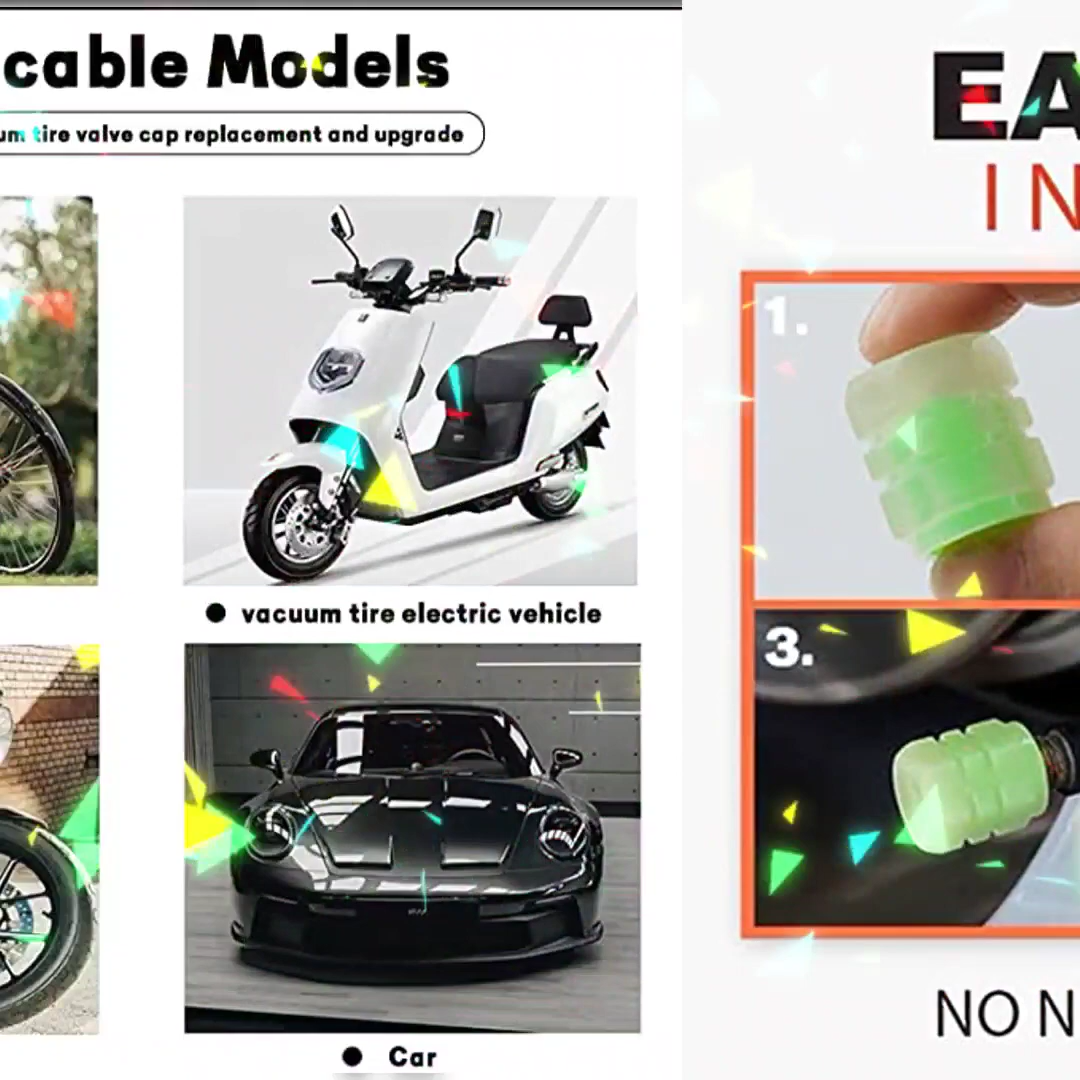 cable Models
um tire valve cap replacement and upgrade
vacuum tire electric vehicle
Car
EA
IN
1.
3.
NO N